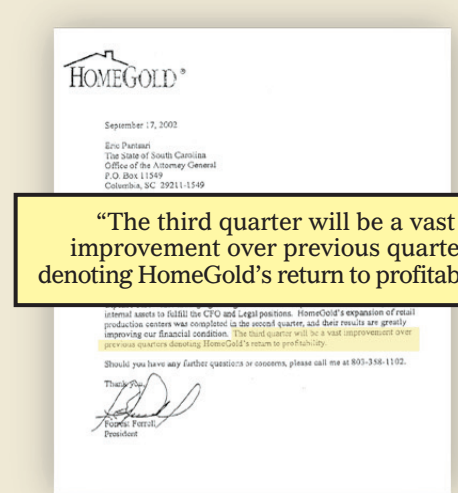 HOMEGOLD®
September 17, 2002
Eric Pantsari
The State of South Carolina
Office of the Attorney General
P.O. Box 11549
Columbia, SC 29211-1549
“The third quarter will be a vast
improvement over previous quarte
denoting HomeGold’s return to profitab
internal assets to fulfill the CFO and Legal positions. HomeGold's expansion of retail
production centers was completed in the second quarter, and their results are greatly
improving our financial condition. The third quarter will be a vast improvement over
previous quarters denoting HomeGold's return to profitability.
Should you have any further questions or concerns, please call me at 803-358-1102.
Thank you,
Forrest Ferrell,
President